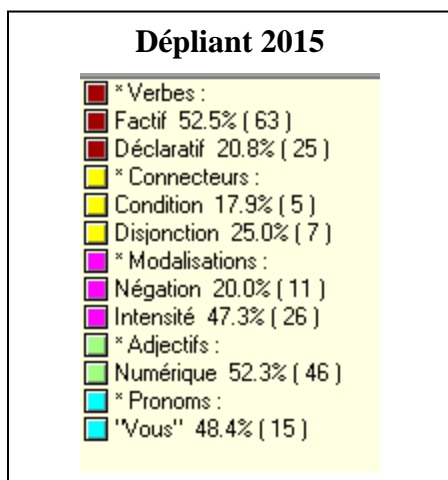 Dépliant 2015
* Verbes :
Factif 52.5% ( 63 )
Déclaratif 20.8% ( 25 )
* Connecteurs :
Condition 17.9% ( 5 )
Disjonction 25.0% ( 7 )
* Modalisations :
Négation 20.0% ( 11 )
Intensité 47.3% ( 26 )
* Adjectifs :
Numérique 52.3% ( 46 )
* Pronoms :
"Vous" 48.4% ( 15 )